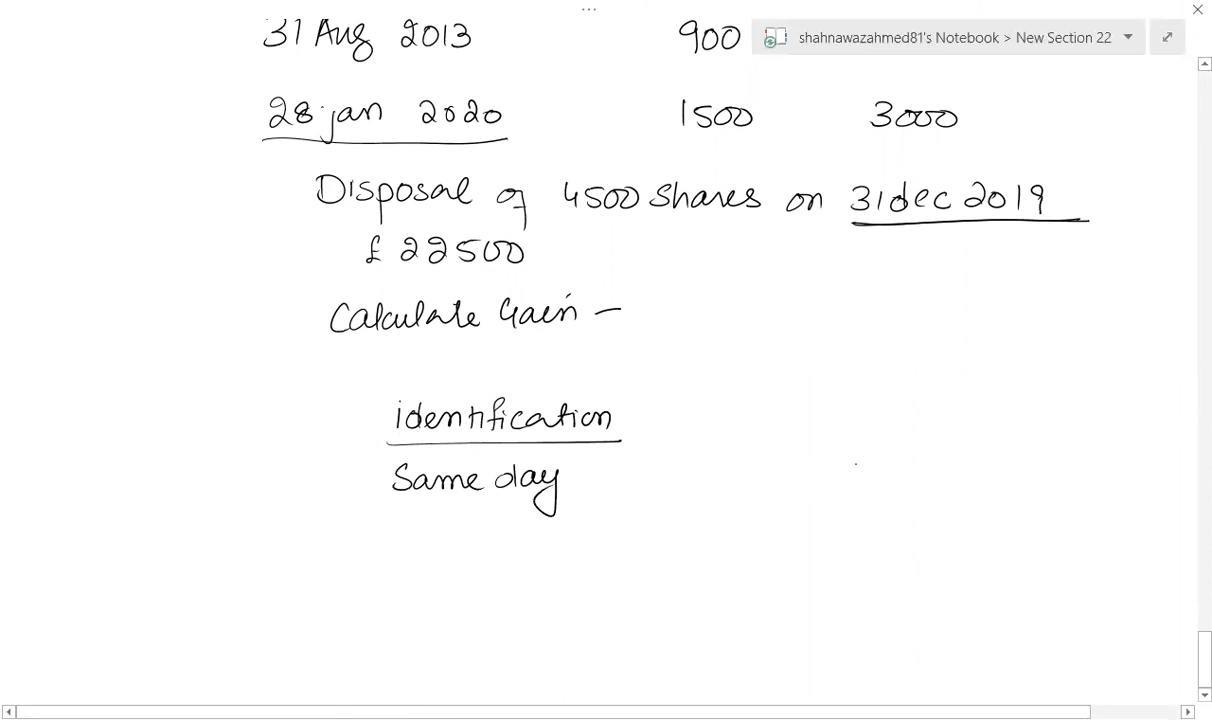 31 Aug 2013 900
shahnawazahmed81's Notebook > New Section 22
28 jan 2020 1500 3000
Disposal of 4500 shares on 31 dec 2019
£ 22500
Calculate Gain —
identification
Same day